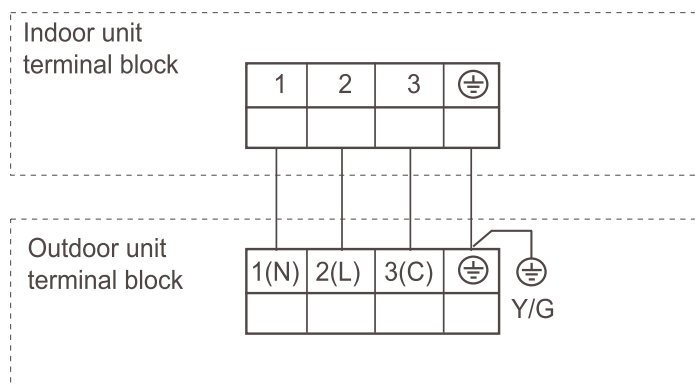 Indoor unit
terminal block
1 2 3
Outdoor unit
terminal block
1(N) 2(L) 3(C)
Y/G